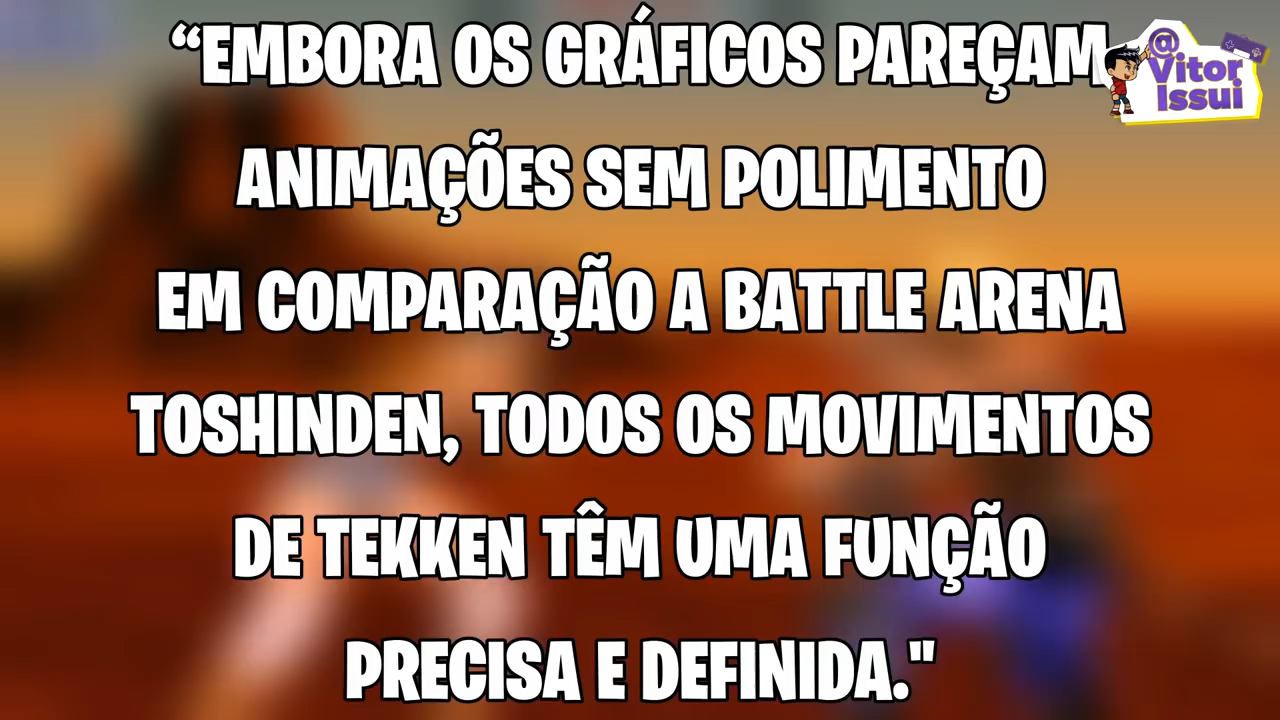 “EMBORA OS GRÁFICOS PAREÇAM
ANIMAÇÕES SEM POLIMENTO
EM COMPARAÇÃO A BATTLE ARENA
TOSHINDEN, TODOS OS MOVIMENTOS
DE TEKKEN TÊM UMA FUNÇÃO
PRECISA E DEFINIDA."
@
Vitor
Issui